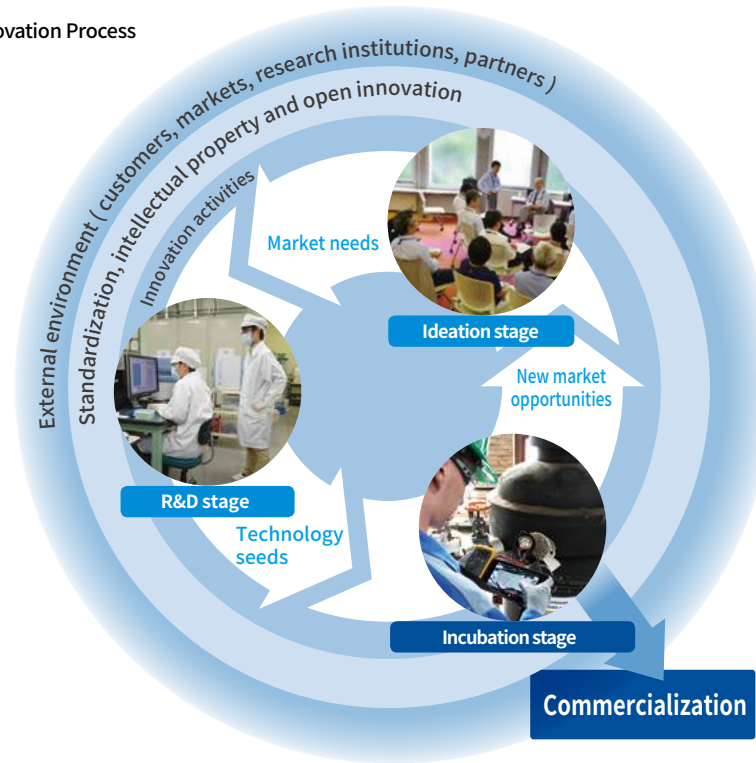 ovation Process
External environment ( customers, markets, research institutions, partners )
Standardization, intellectual property and open innovation
Innovation activities
Market needs
Ideation stage
New market
opportunities
R&D stage
Technology
seeds
Incubation stage
Commercialization